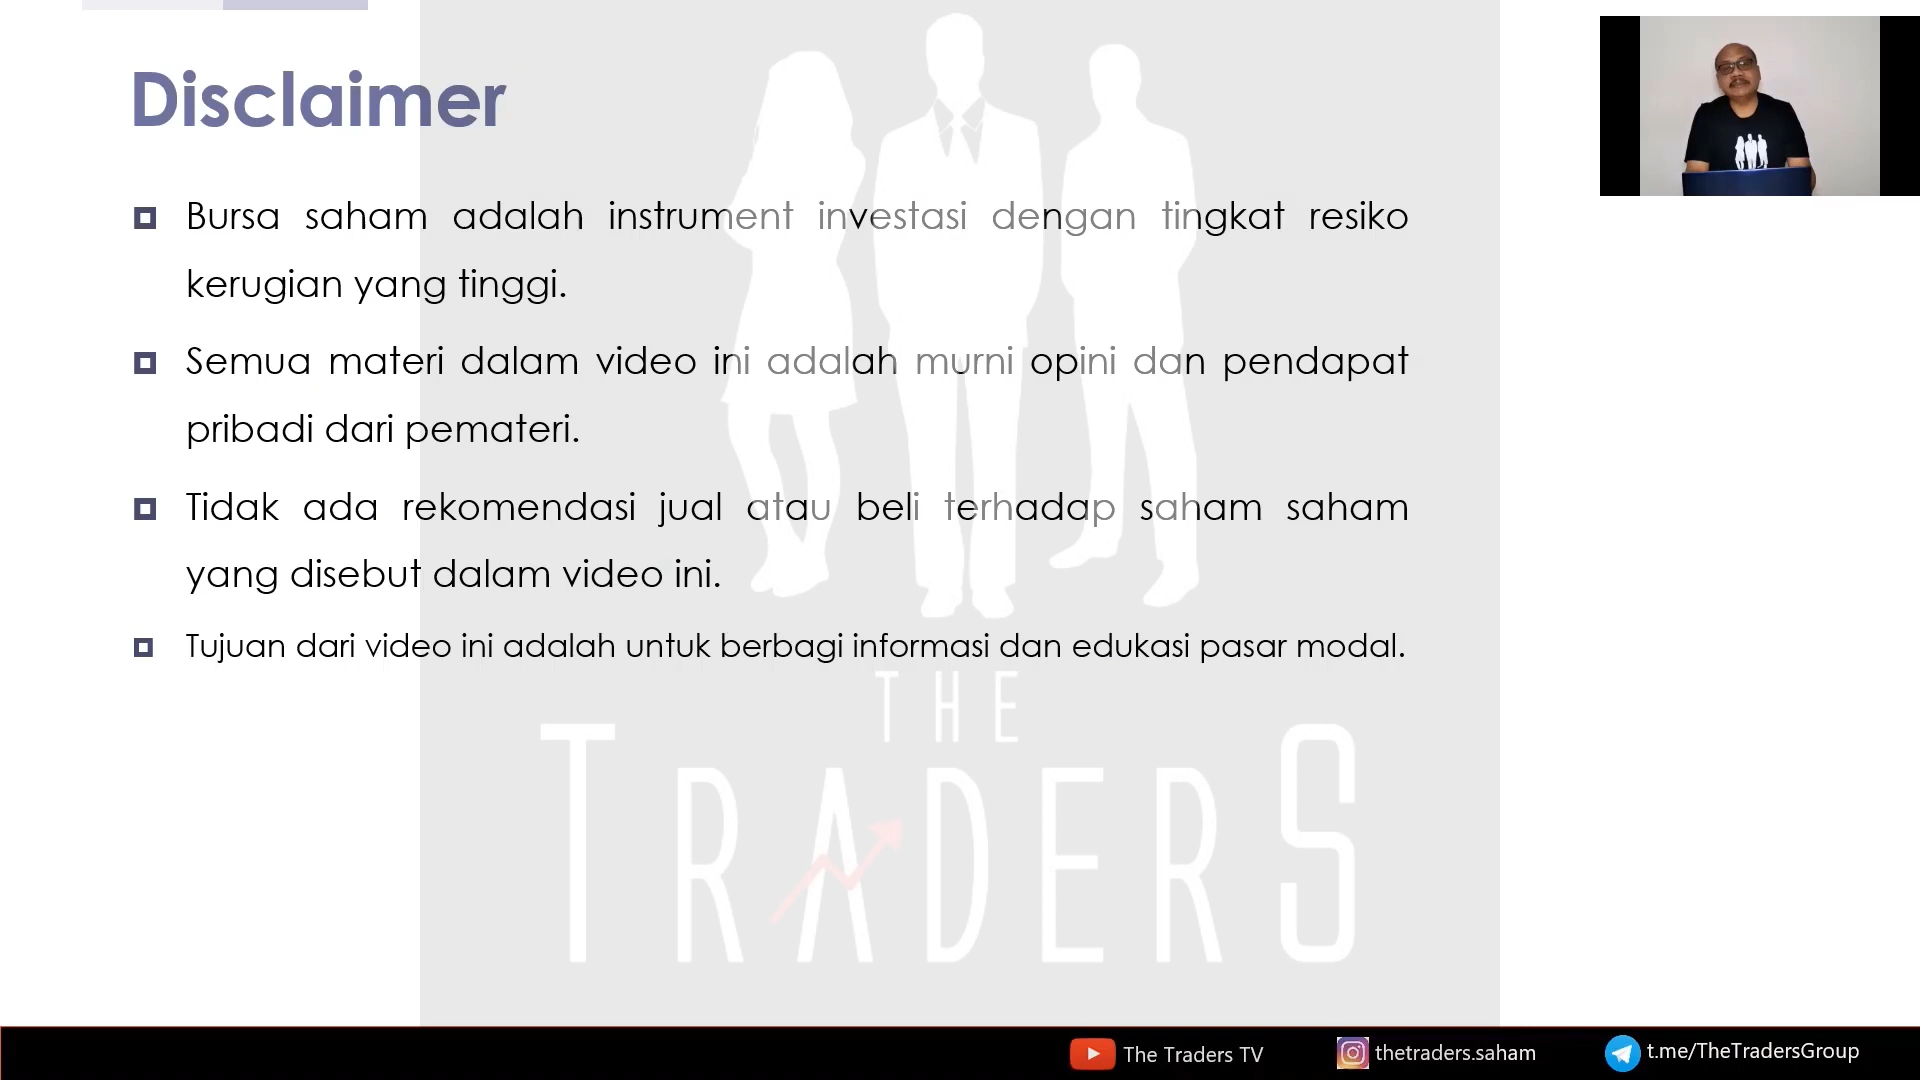 Disclaimer
Bursa saham adalah instrument investasi dengan tingkat resiko
kerugian yang tinggi.
Semua materi dalam video ini adalah murni opini dan pendapat
pribadi dari pemateri.
Tidak ada rekomendasi jual atau beli terhadap saham saham
yang disebut dalam video ini.
Tujuan dari video ini adalah untuk berbagi informasi dan edukasi pasar modal.
THE
TRADERS
The Traders TV
thetraders.saham
t.me/TheTradersGroup